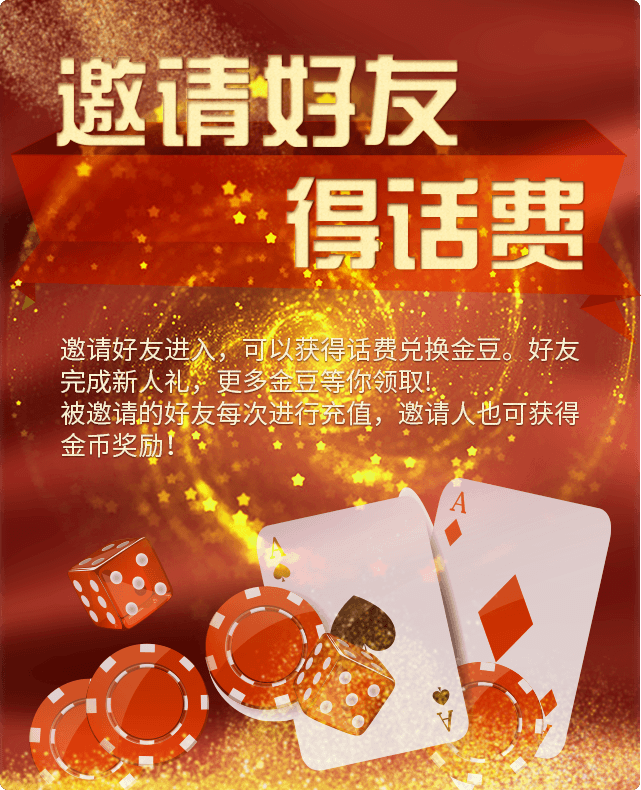 邀请好友
得话费
邀请好友进入，可以获得话费兑换金豆。好友
完成新人礼，更多金豆等你领取!
被邀请的好友每次进行充值，邀请人也可获得
金币奖励！
A
A
A